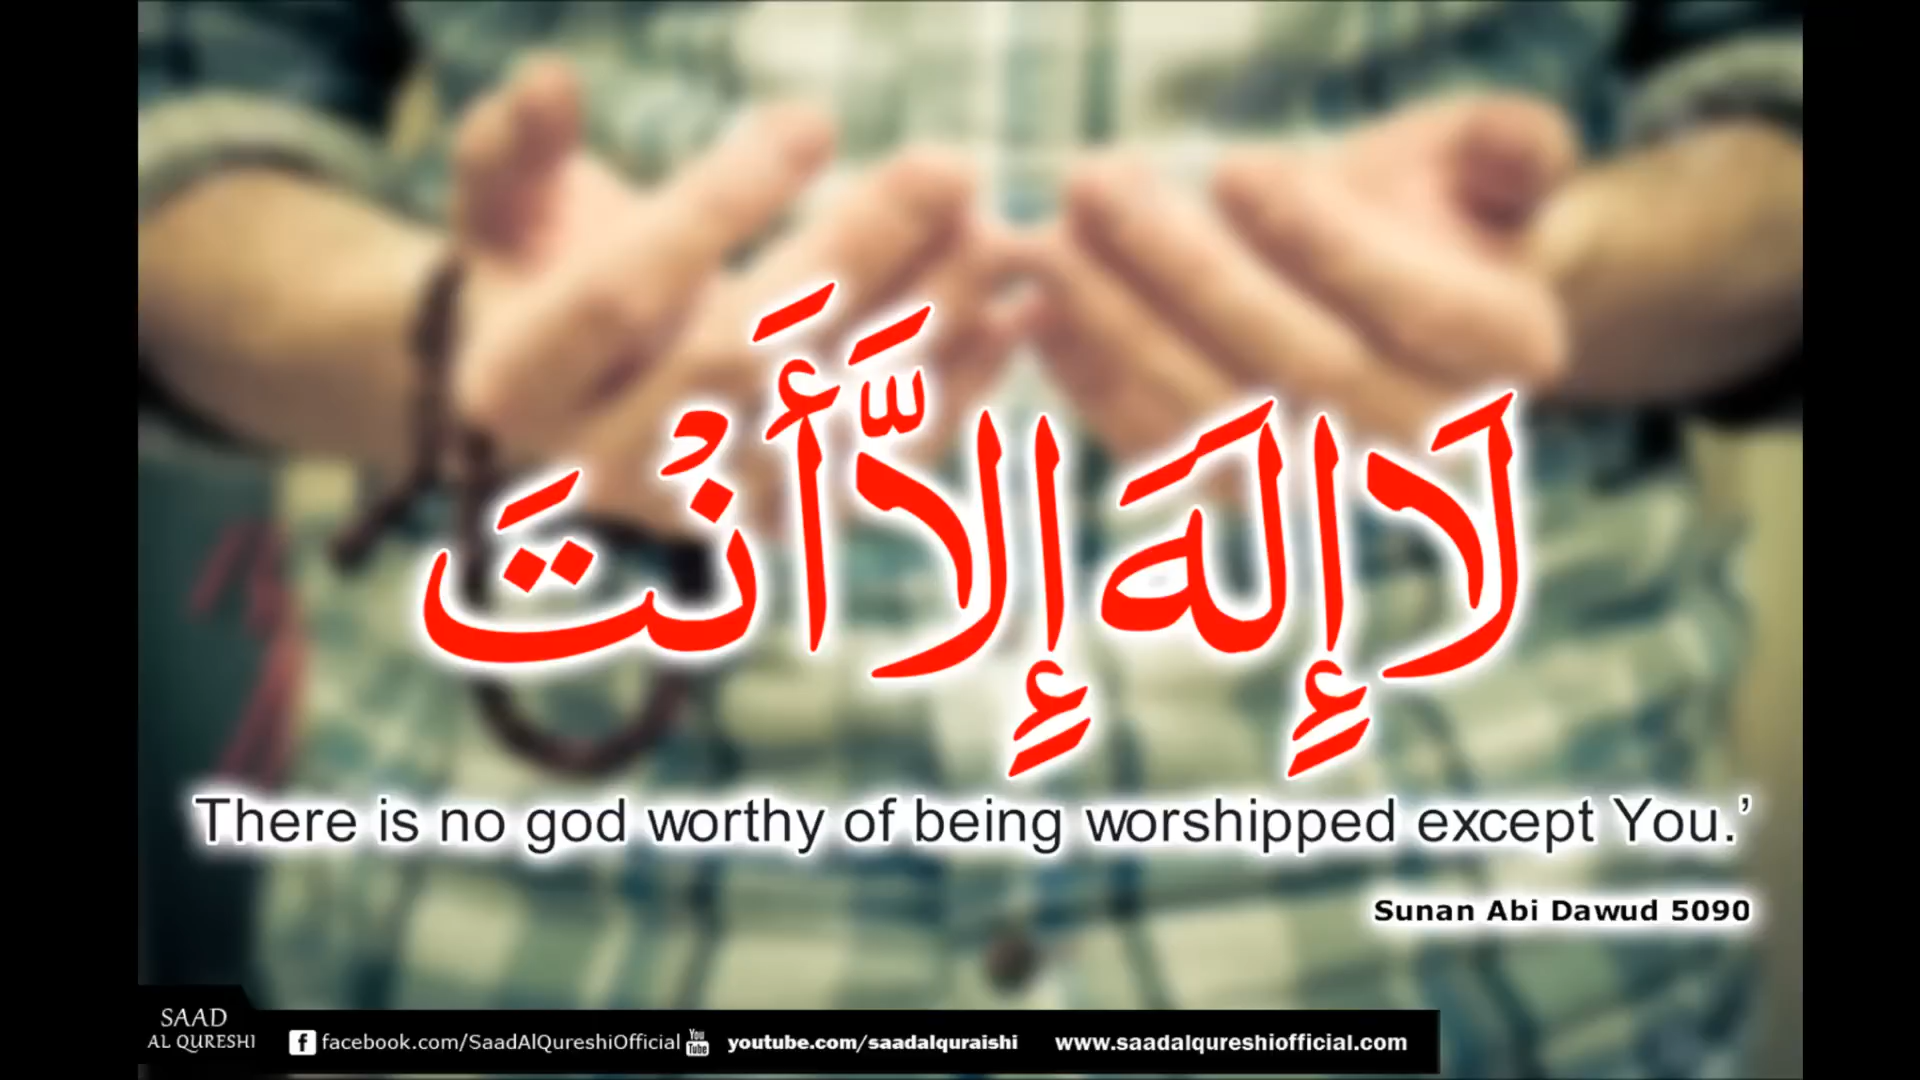 لَا إِلَهَ إِلاَّ أَنْتَ
There is no god worthy of being worshipped except You.’
Sunan Abi Dawud 5090
SAAD
AL QURESHI
facebook.com/SaadAlQureshiOfficial
You
Tube
youtube.com/saadalquraishi
www.saadalqureshiofficial.com